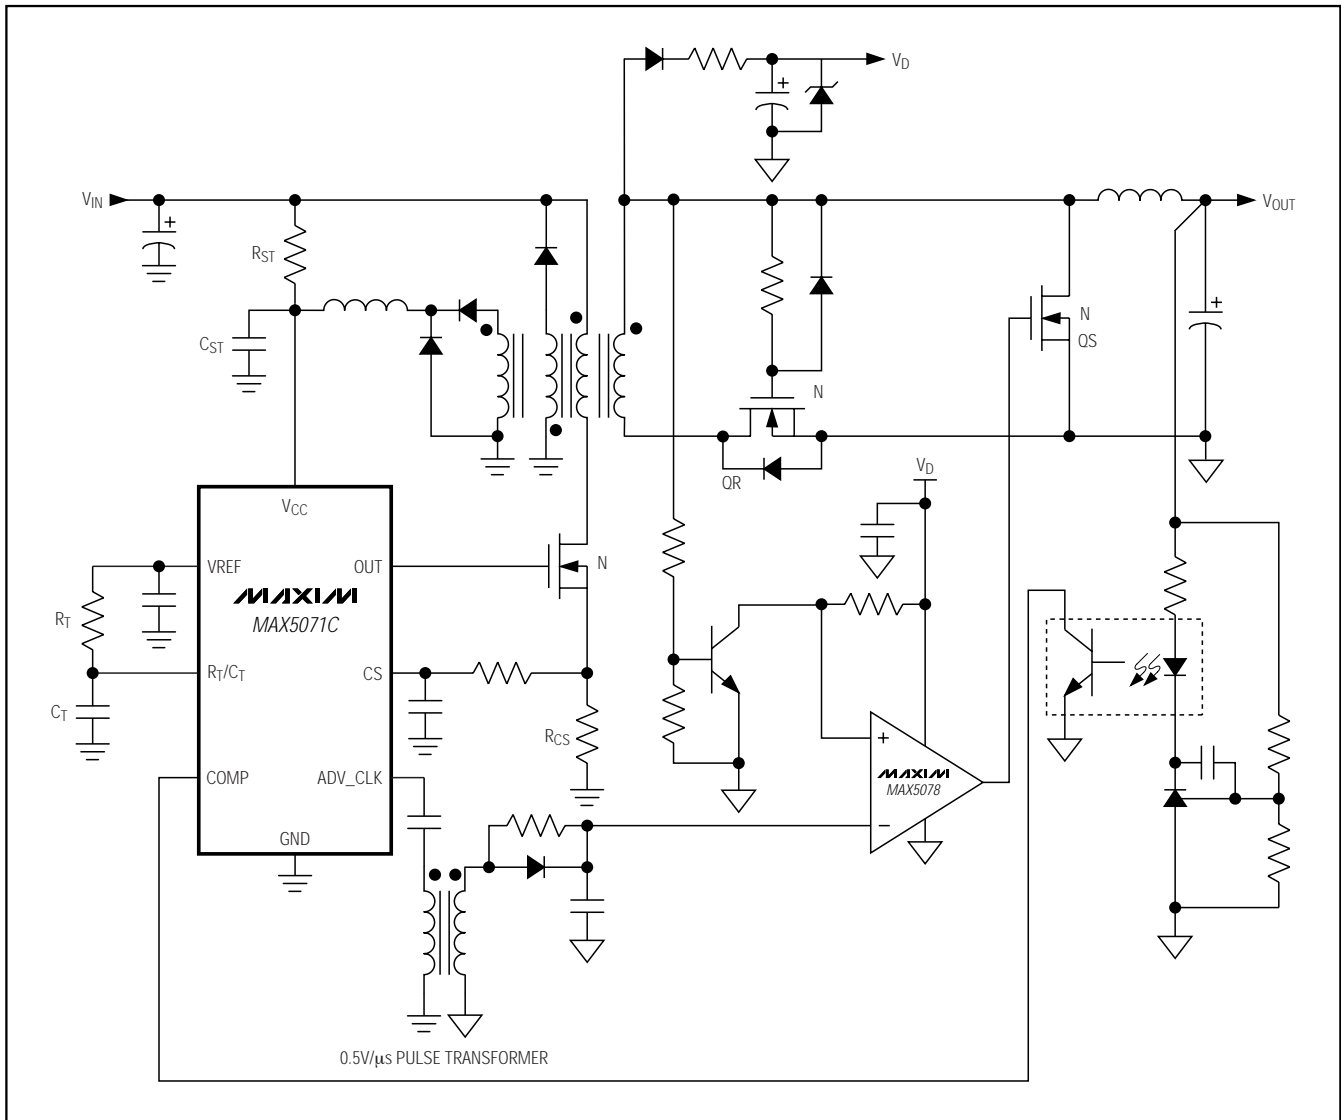 V_D
V_IN
V_OUT
R_ST
+
+
+
N
QS
C_ST
N
QR
V_D
V_CC
VREF
OUT
N
MAXIM
MAX5071C
R_T
R_T/C_T
CS
C_T
R_CS
COMP
ADV_CLK
+
MAXIM
MAX5078
−
GND
0.5V/μs PULSE TRANSFORMER